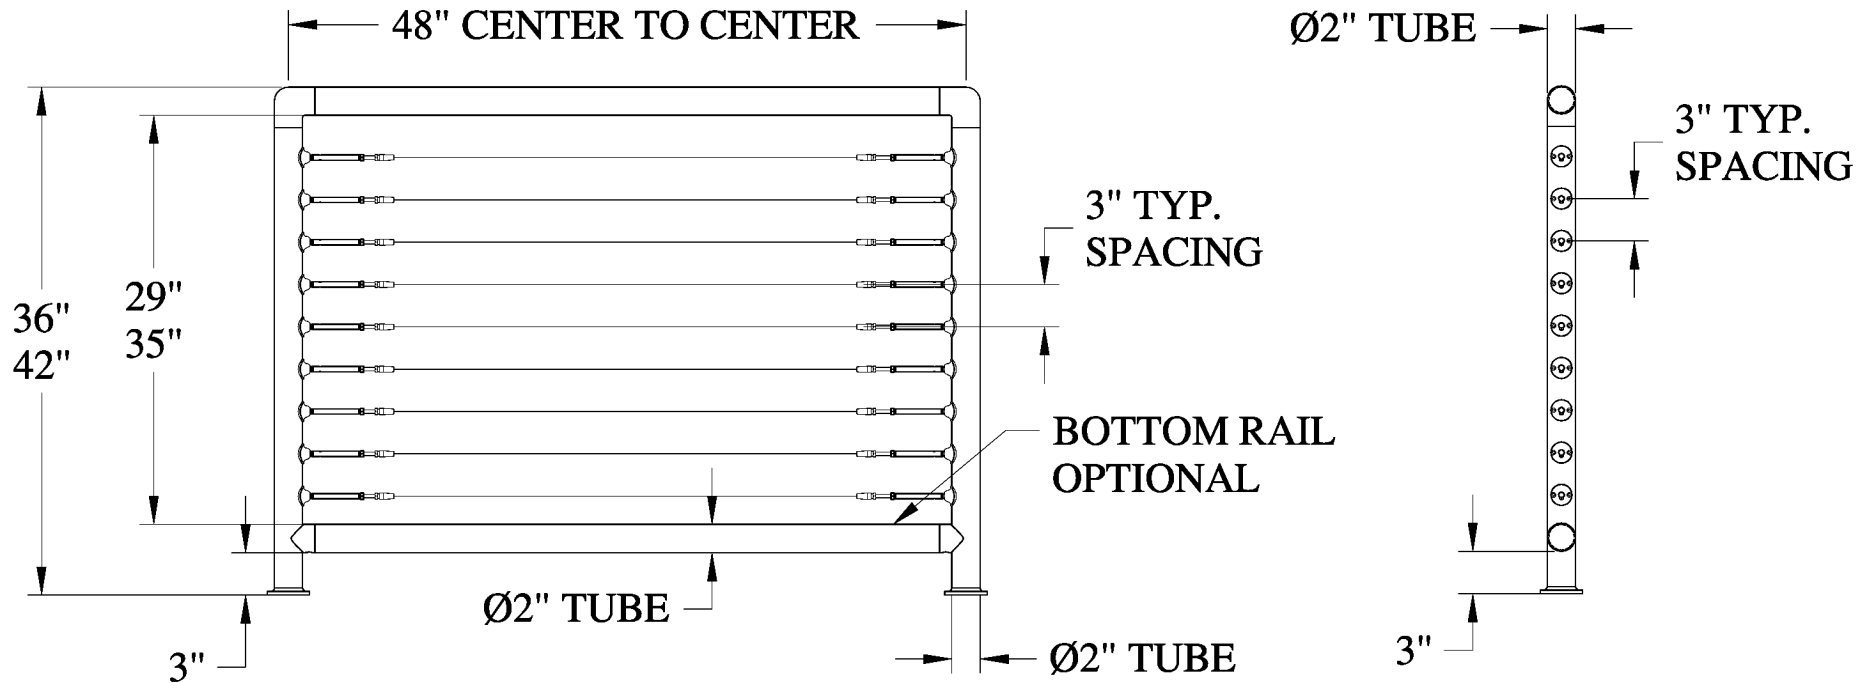 48" CENTER TO CENTER
Ø2" TUBE
3" TYP.
SPACING
3" TYP.
SPACING
36"
42"
29"
35"
BOTTOM RAIL
OPTIONAL
Ø2" TUBE
3"
Ø2" TUBE
3"